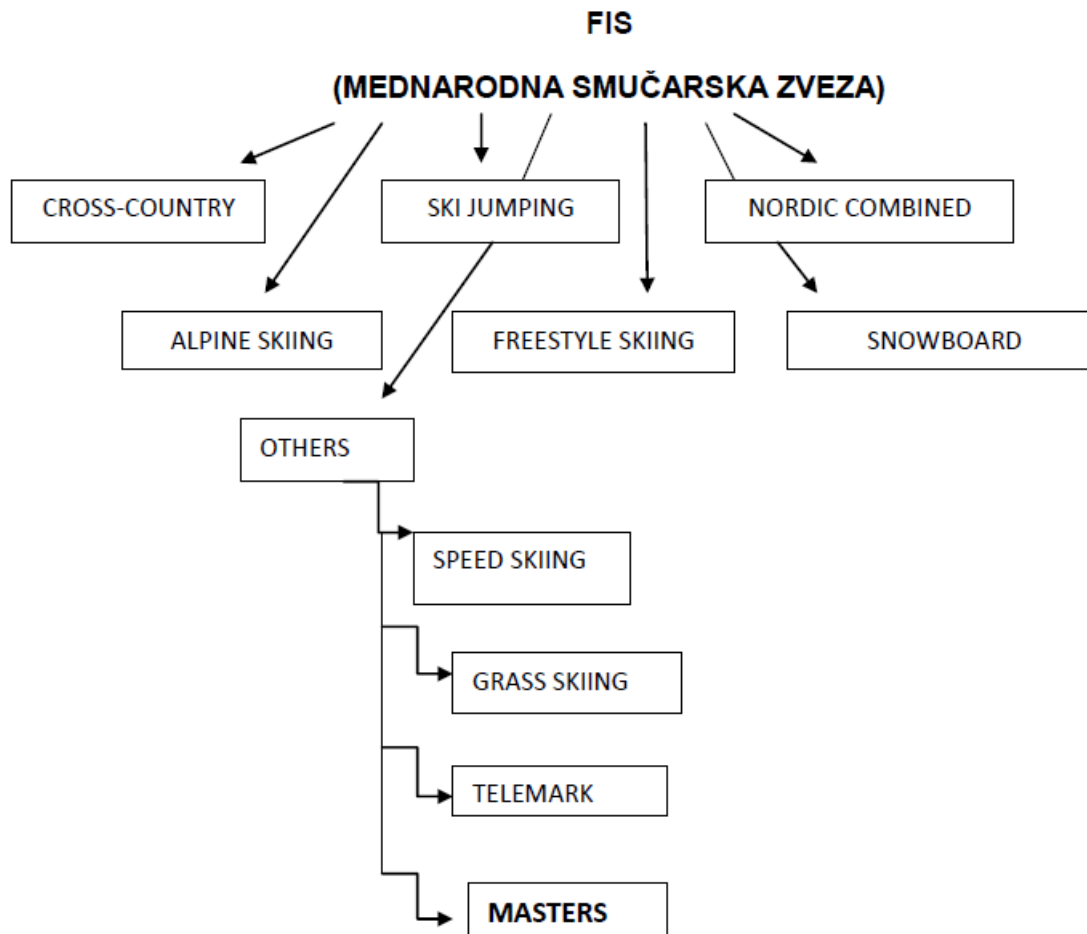 FIS
(MEDNARODNA SMUČARSKA ZVEZA)
CROSS-COUNTRY
SKI JUMPING
NORDIC COMBINED
ALPINE SKIING
FREESTYLE SKIING
SNOWBOARD
OTHERS
SPEED SKIING
GRASS SKIING
TELEMARK
MASTERS